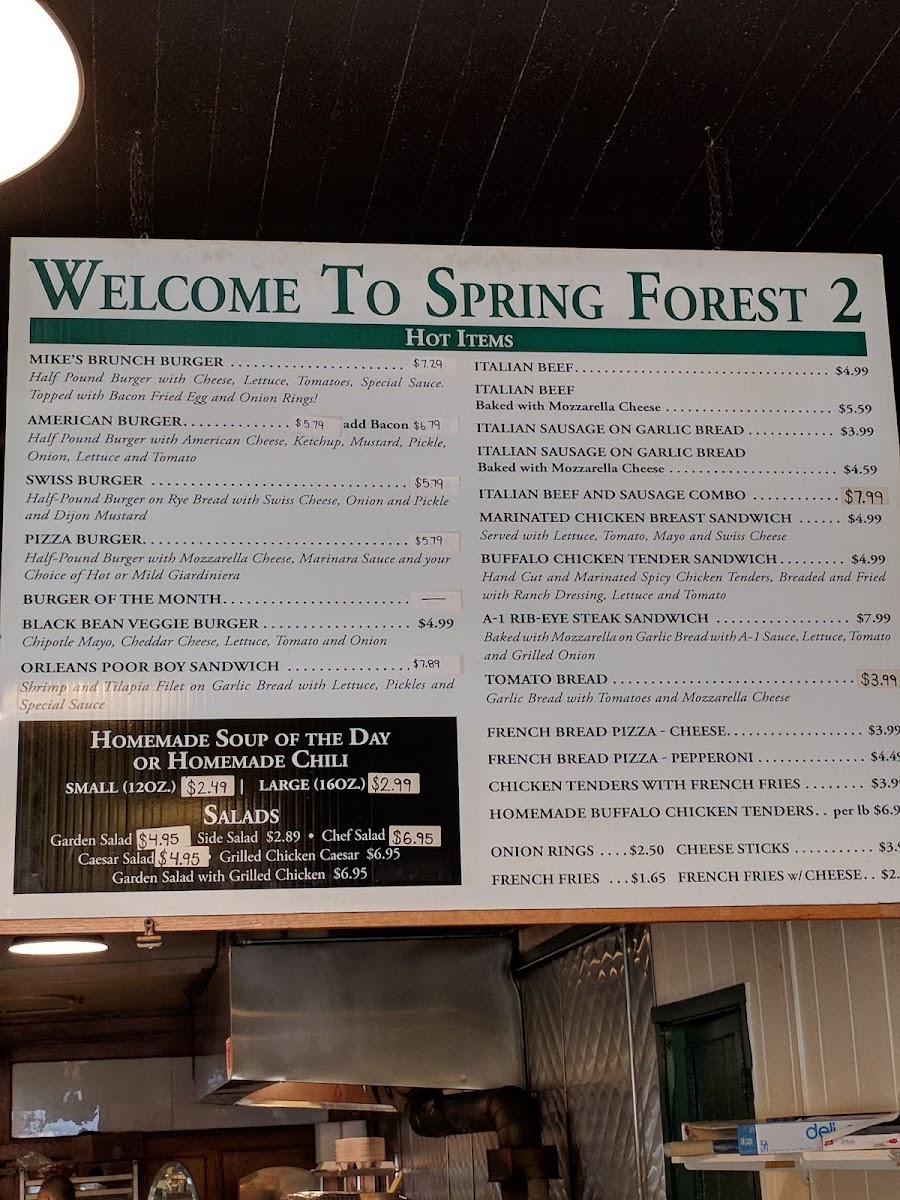 WELCOME TO SPRING FOREST 2
HOT ITEMS
MIKE'S BRUNCH BURGER ........................ $7.29
Half Pound Burger with Cheese, Lettuce, Tomatoes, Special Sauce.
Topped with Bacon Fried Egg and Onion Rings!
AMERICAN BURGER............... $5.79 add Bacon $6.79
Half Pound Burger with American Cheese, Ketchup, Mustard, Pickle,
Onion, Lettuce and Tomato
SWISS BURGER ................................... $5.79
Half-Pound Burger on Rye Bread with Swiss Cheese, Onion and Pickle
and Dijon Mustard
PIZZA BURGER.................................... $5.79
Half-Pound Burger with Mozzarella Cheese, Marinara Sauce and your
Choice of Hot or Mild Giardiniera
BURGER OF THE MONTH.......................... —
BLACK BEAN VEGGIE BURGER ..................... $4.99
Chipotle Mayo, Cheddar Cheese, Lettuce, Tomato and Onion
ORLEANS POOR BOY SANDWICH ................ $7.89
Shrimp and Tilapia Filet on Garlic Bread with Lettuce, Pickles and
Special Sauce
HOMEMADE SOUP OF THE DAY
OR HOMEMADE CHILI
SMALL (12OZ.) $2.49 | LARGE (16OZ.) $2.99
SALADS
Garden Salad $4.95 Side Salad $2.89 • Chef Salad $6.95
Caesar Salad $4.95 Grilled Chicken Caesar $6.95
Garden Salad with Grilled Chicken $6.95
ITALIAN BEEF................................... $4.99
ITALIAN BEEF
Baked with Mozzarella Cheese ...................... $5.59
ITALIAN SAUSAGE ON GARLIC BREAD ............ $3.99
ITALIAN SAUSAGE ON GARLIC BREAD
Baked with Mozzarella Cheese ...................... $4.59
ITALIAN BEEF AND SAUSAGE COMBO ........... $7.99
MARINATED CHICKEN BREAST SANDWICH ...... $4.99
Served with Lettuce, Tomato, Mayo and Swiss Cheese
BUFFALO CHICKEN TENDER SANDWICH......... $4.99
Hand Cut and Marinated Spicy Chicken Tenders, Breaded and Fried
with Ranch Dressing, Lettuce and Tomato
A-1 RIB-EYE STEAK SANDWICH ................... $7.99
Baked with Mozzarella on Garlic Bread with A-1 Sauce, Lettuce, Tomato
and Grilled Onion
TOMATO BREAD ................................ $3.99
Garlic Bread with Tomatoes and Mozzarella Cheese
FRENCH BREAD PIZZA - CHEESE................... $3.99
FRENCH BREAD PIZZA - PEPPERONI .............. $4.49
CHICKEN TENDERS WITH FRENCH FRIES ........ $3.9
HOMEMADE BUFFALO CHICKEN TENDERS.. per lb $6.9
ONION RINGS ....$2.50 CHEESE STICKS ........... $3.9
FRENCH FRIES ...$1.65 FRENCH FRIES w/ CHEESE.. $2.
deli